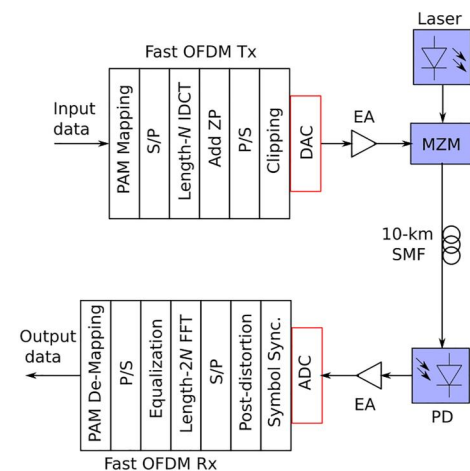 Laser
Fast OFDM Tx
Input
data
PAM Mapping
S/P
Length-N IDCT
Add ZP
P/S
Clipping
DAC
EA
MZM
10-km
SMF
Output
data
PAM De-Mapping
P/S
Equalization
Length-2N FFT
S/P
Post-distortion
Symbol Sync.
ADC
EA
PD
Fast OFDM Rx